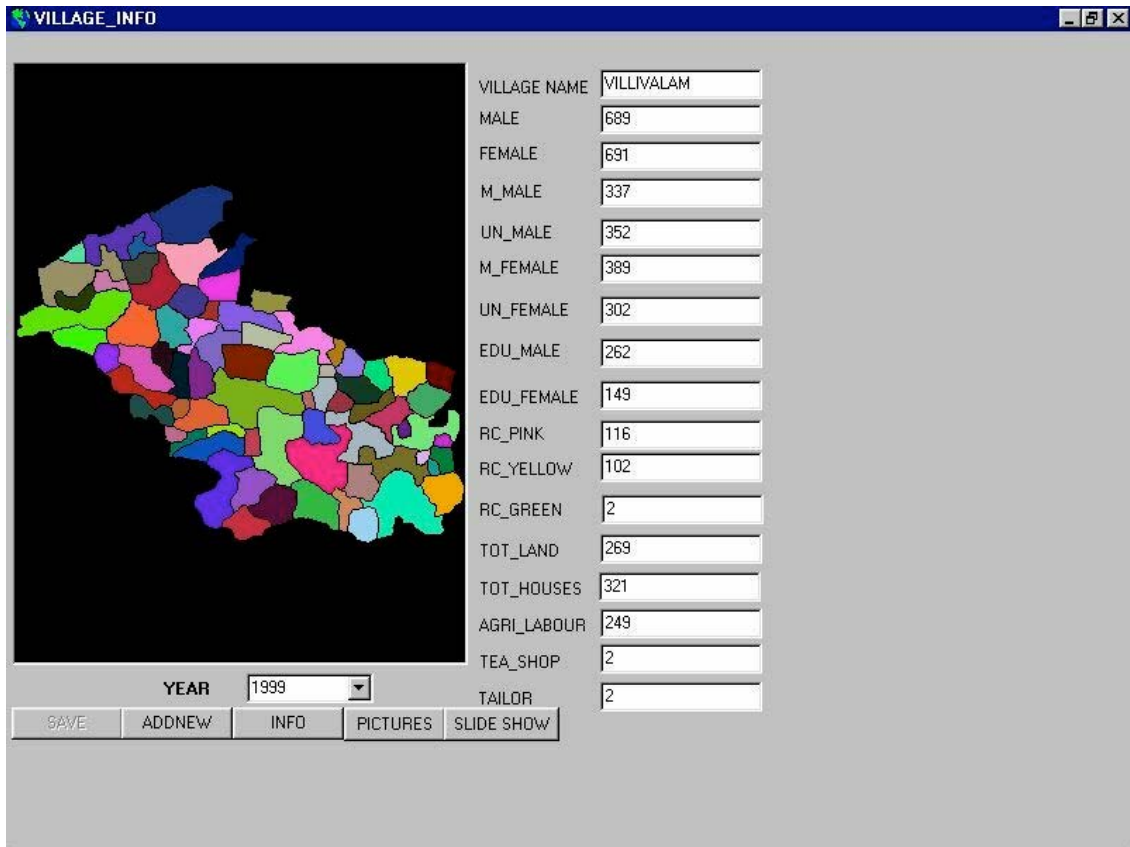 VILLAGE_INFO
VILLAGE NAME VILLIVALAM
MALE 689
FEMALE 691
M_MALE 337
UN_MALE 352
M_FEMALE 389
UN_FEMALE 302
EDU_MALE 262
EDU_FEMALE 149
RC_PINK 116
RC_YELLOW 102
RC_GREEN 2
TOT_LAND 269
TOT_HOUSES 321
AGRI_LABOUR 249
TEA_SHOP 2
TAILOR 2
YEAR 1999
SAVE ADDNEW INFO PICTURES SLIDE SHOW